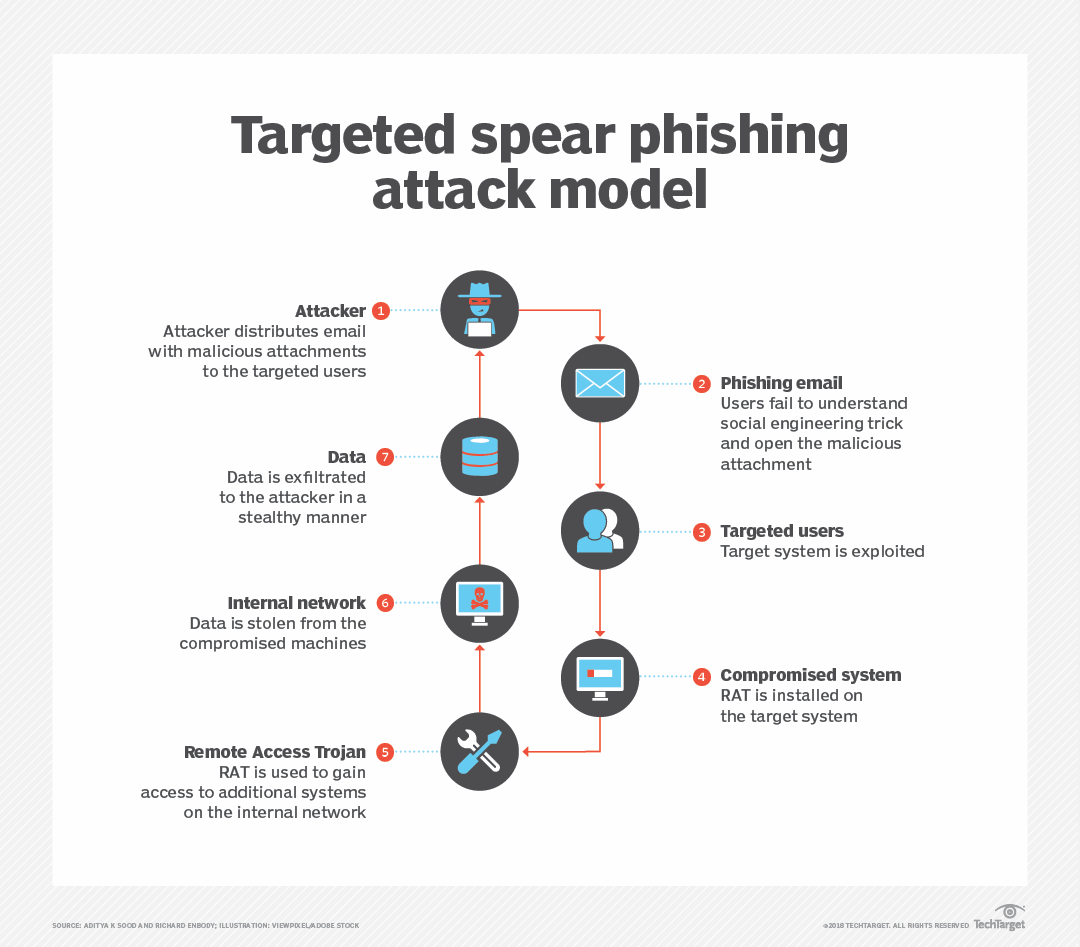 Targeted spear phishing
attack model
Attacker 1
Attacker distributes email
with malicious attachments
to the targeted users
2 Phishing email
Users fail to understand
social engineering trick
and open the malicious
attachment
3 Targeted users
Target system is exploited
4 Compromised system
RAT is installed on
the target system
Remote Access Trojan 5
RAT is used to gain
access to additional systems
on the internal network
Internal network 6
Data is stolen from the
compromised machines
Data 7
Data is exfiltrated
to the attacker in a
stealthy manner
SOURCE: ADITYA K SOOD AND RICHARD ENBODY; ILLUSTRATION: VIEWPIXEL/ADOBE STOCK
©2018 TECHTARGET. ALL RIGHTS RESERVED TechTarget